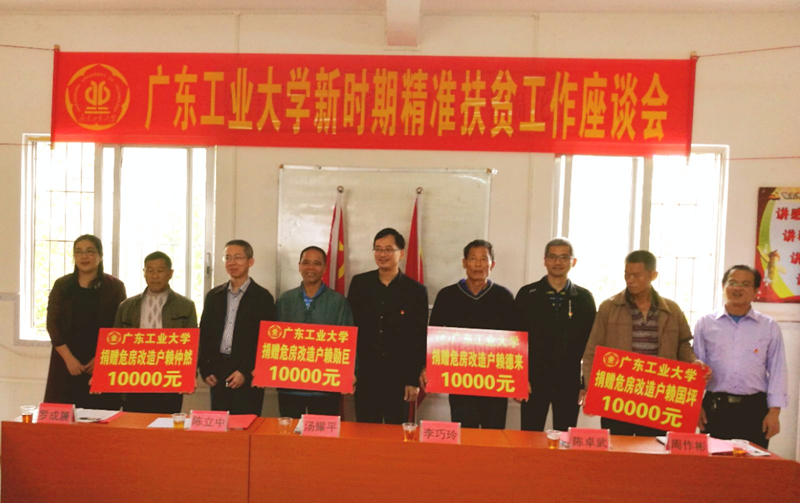 广东工业大学新时期精准扶贫工作座谈会
广东工业大学
捐赠危房改造户赖仲然
10000元
广东工业大学
捐赠危房改造户赖勋巨
10000元
广东工业大学
捐赠危房改造户赖德来
10000元
广东工业大学
捐赠危房改造户赖国坪
10000元
陈立中
汤耀平
李巧玲
陈卓武
周作彬